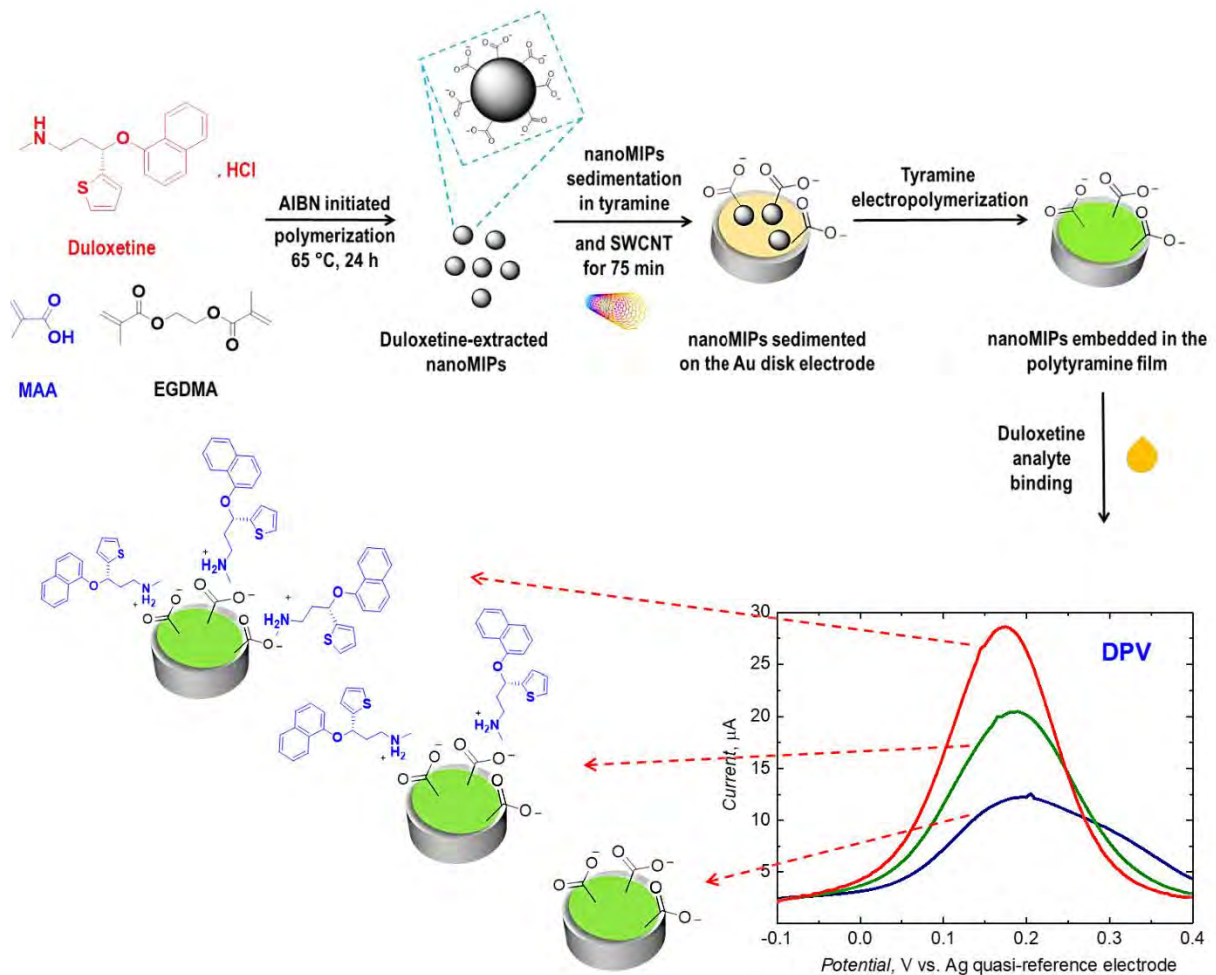 H
N
O
S
. HCl
Duloxetine
O
OH
MAA
O
O
O
O
EGDMA
AIBN initiated
polymerization
65 °C, 24 h
Duloxetine-extracted
nanoMIPs
nanoMIPs
sedimentation
in tyramine
and SWCNT
for 75 min
nanoMIPs sedimented
on the Au disk electrode
Tyramine
electropolymerization
nanoMIPs embedded in the
polytyramine film
Duloxetine
analyte
binding
DPV
30
25
20
15
10
5
Current, μA
-0.1 0.0 0.1 0.2 0.3 0.4
Potential, V vs. Ag quasi-reference electrode